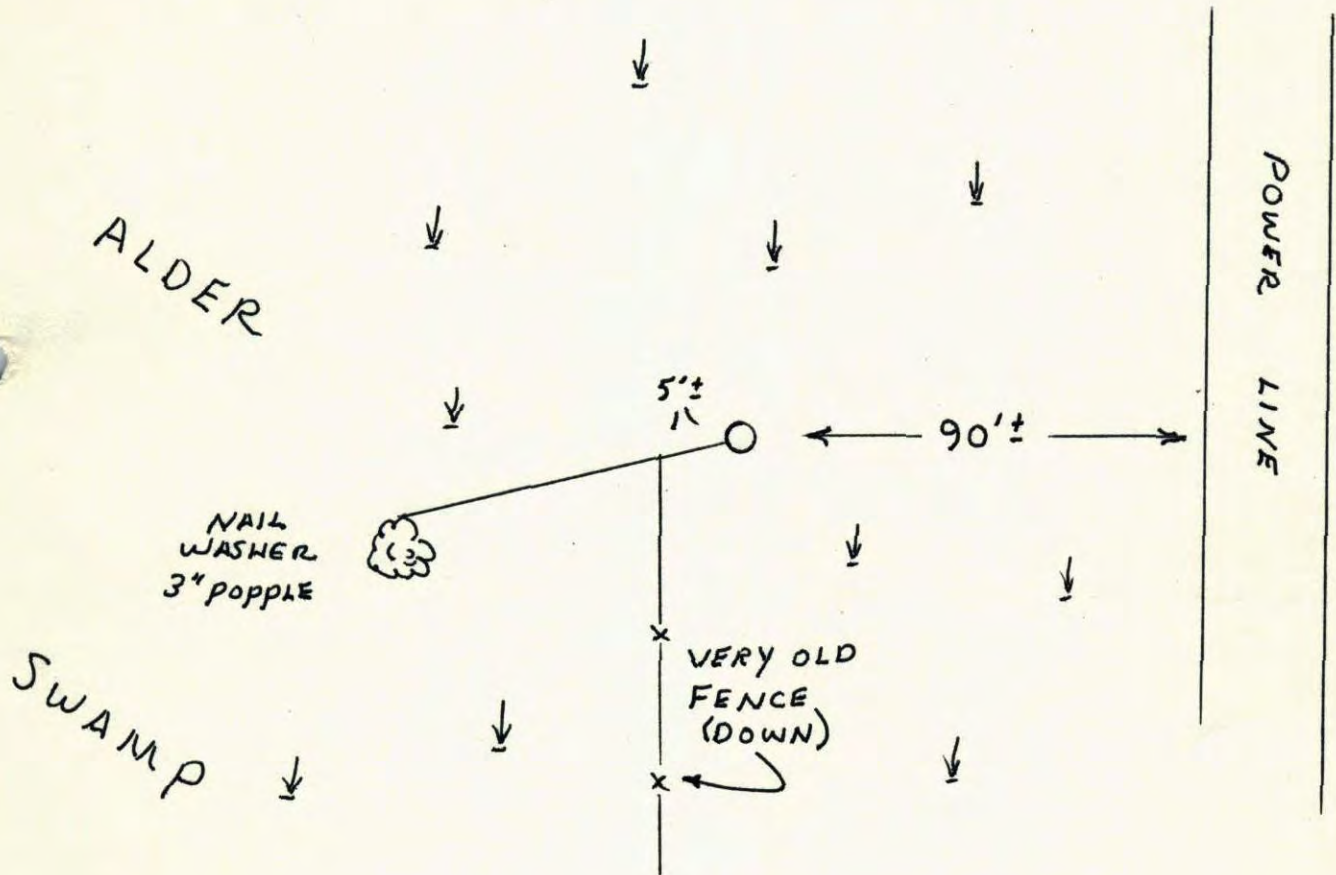 ALDER
POWER LINE
5'±
90'±
NAIL
WASHER
3" POPPLE
VERY OLD
FENCE
(DOWN)
SWAMP